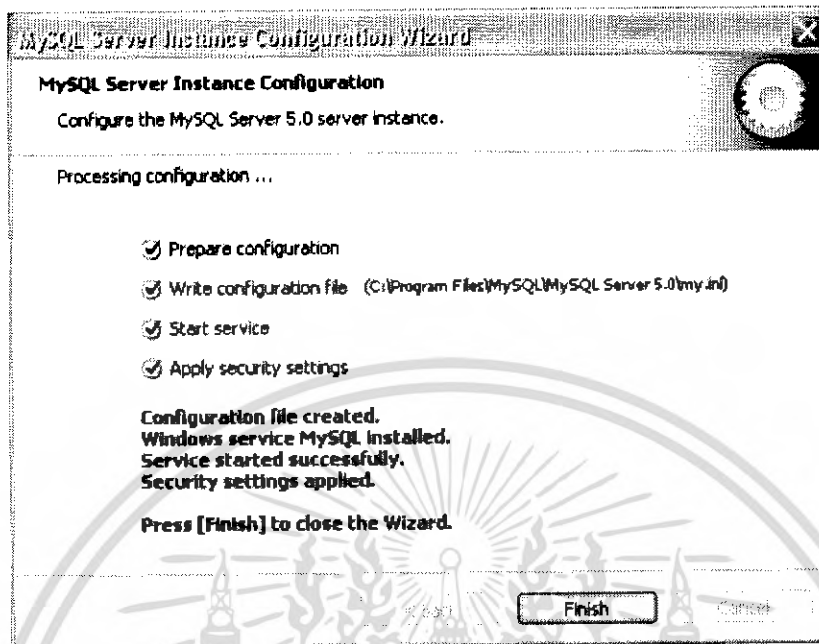 MySQL Server Instance Configuration Wizard
MySQL Server Instance Configuration
Configure the MySQL Server 5.0 server instance.
Processing configuration ...
Prepare configuration
Write configuration file (C:\Program Files\MySQL\MySQL Server 5.0\my.ini)
Start service
Apply security settings
Configuration file created.
Windows service MySQL installed.
Service started successfully.
Security settings applied.
Press [Finish] to close the Wizard.
< Back Finish Cancel